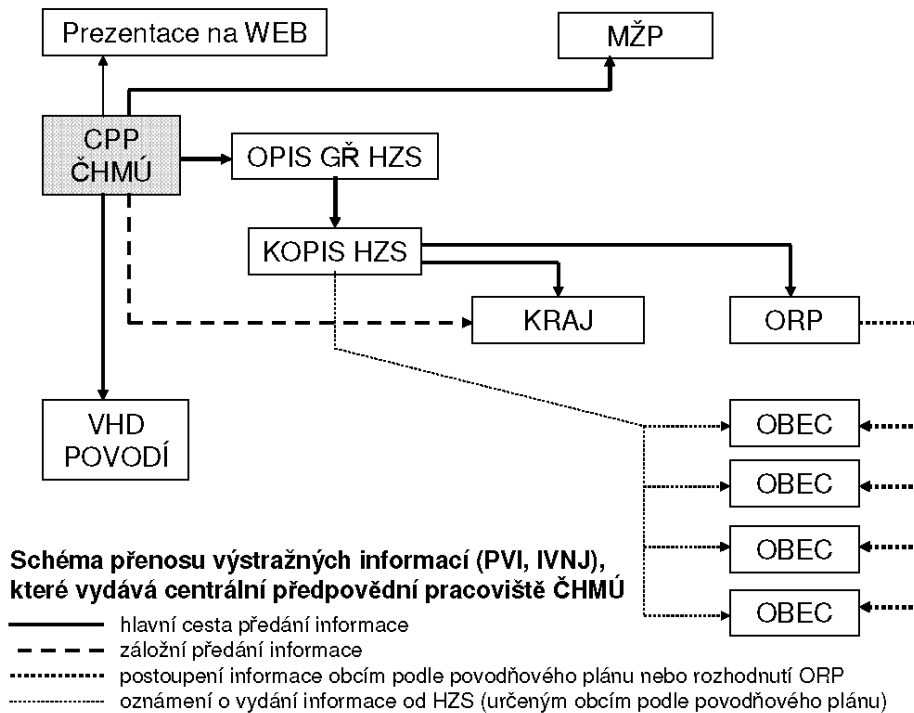 Prezentace na WEB
MŽP
CPP
ČHMÚ
OPIS GŘ HZS
KOPIS HZS
KRAJ
ORP
VHD
POVODÍ
OBEC
OBEC
OBEC
OBEC
Schéma přenosu výstražných informací (PVI, IVNJ),
které vydává centrální předpovědní pracoviště ČHMÚ
hlavní cesta předání informace
záložní předání informace
postoupení informace obcím podle povodňového plánu nebo rozhodnutí ORP
oznámení o vydání informace od HZS (určeným obcím podle povodňového plánu)